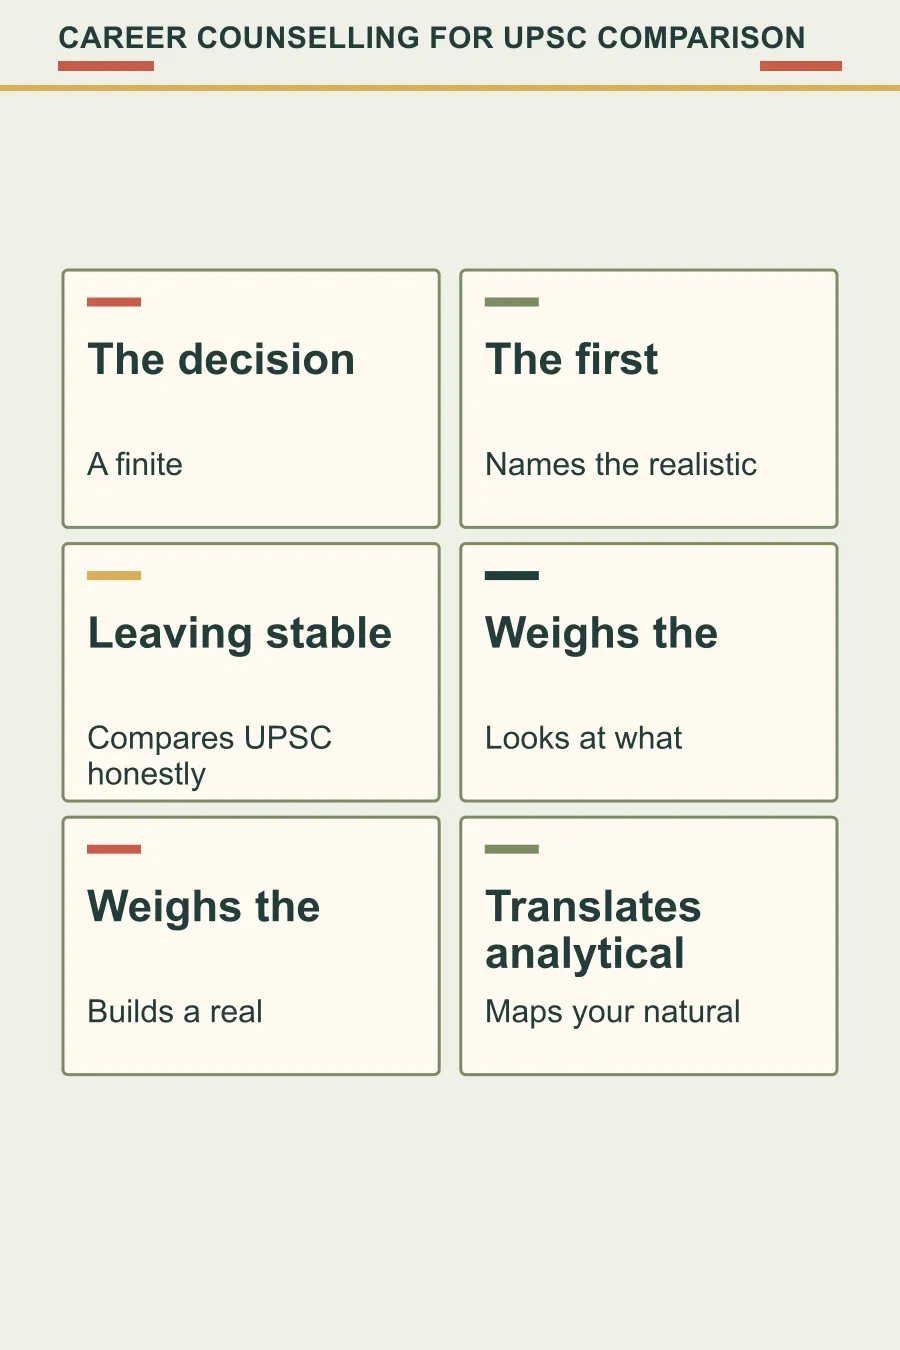 CAREER COUNSELLING FOR UPSC COMPARISON
The decision
A finite
The first
Names the realistic
Leaving stable
Compares UPSC
honestly
Weighs the
Looks at what
Weighs the
Builds a real
Translates
analytical
Maps your natural